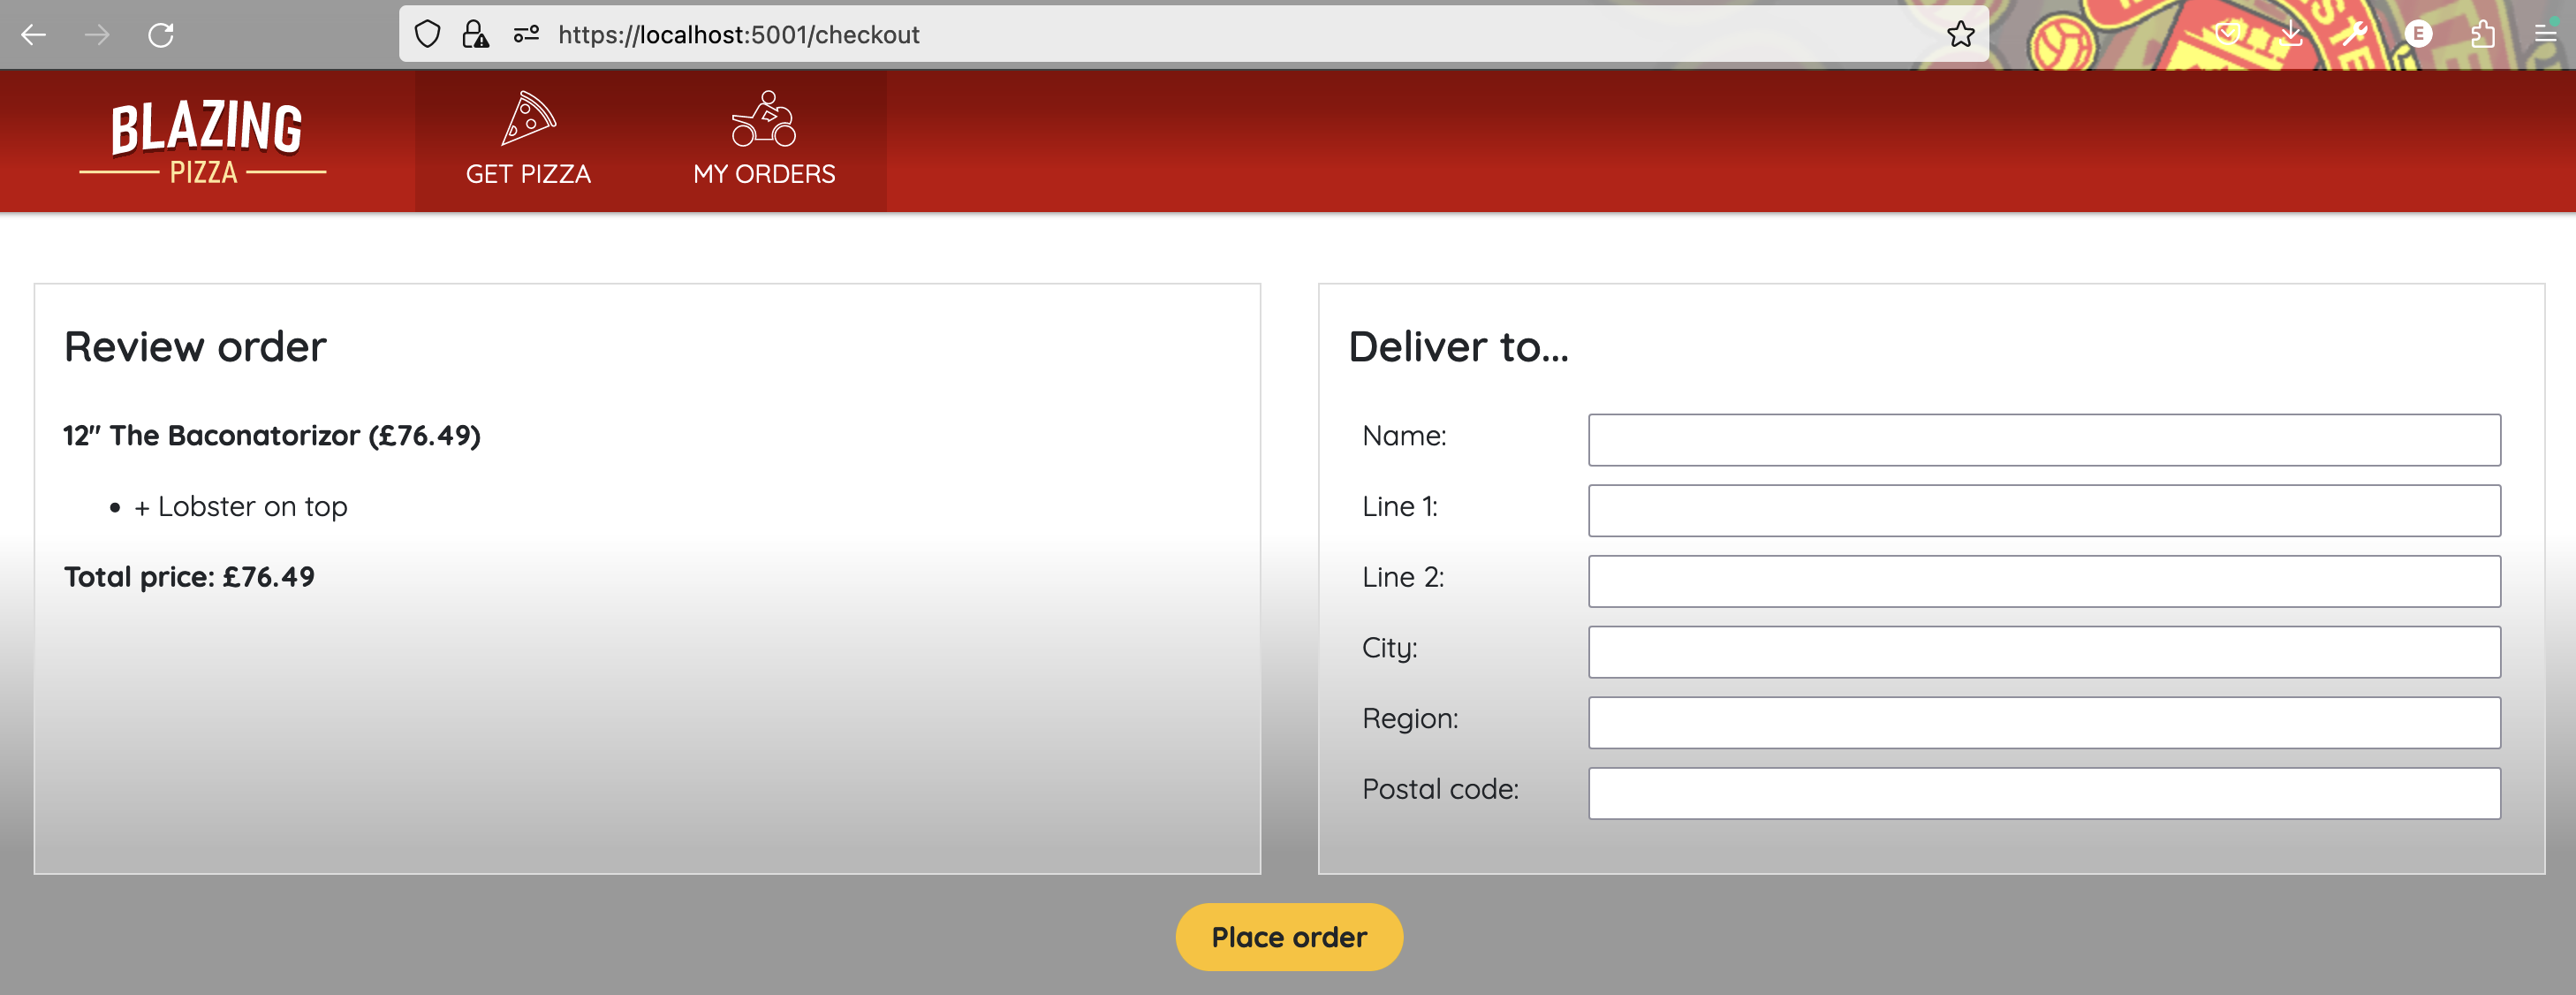 https://localhost:5001/checkout
E
BLAZING
PIZZA
GET PIZZA
MY ORDERS
Review order
12" The Baconatorizor (£76.49)
• + Lobster on top
Total price: £76.49
Deliver to...
Name:
Line 1:
Line 2:
City:
Region:
Postal code:
Place order